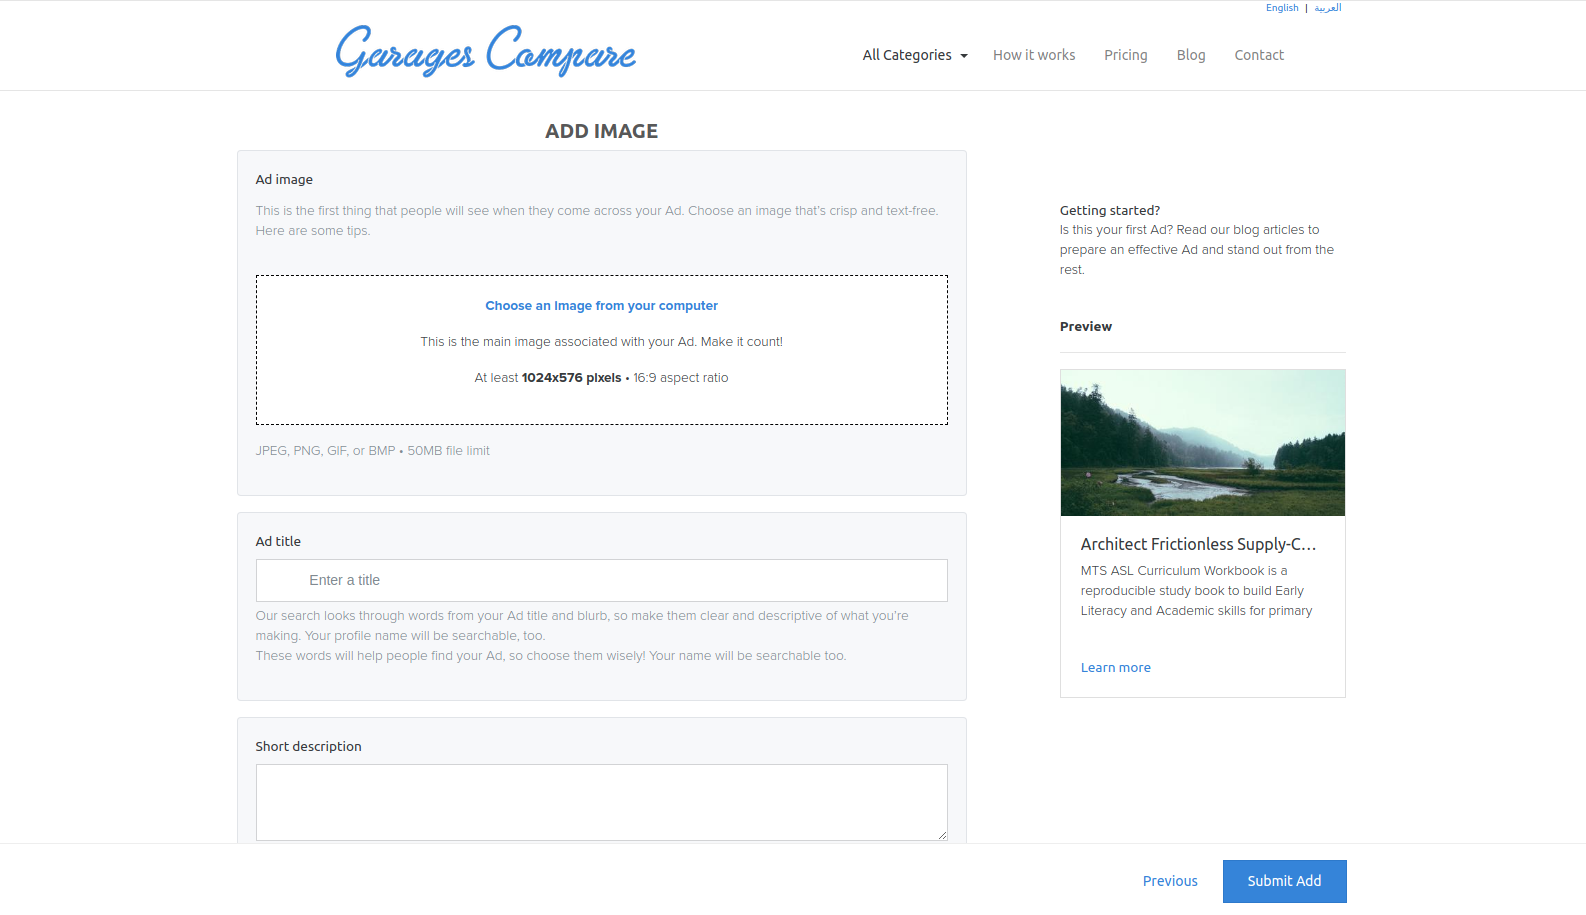 English | العربية
Garages Compare
All Categories How it works Pricing Blog Contact
ADD IMAGE
Ad image
This is the first thing that people will see when they come across your Ad. Choose an image that's crisp and text-free.
Here are some tips.
Choose an image from your computer
This is the main image associated with your Ad. Make it count!
At least 1024x576 pixels • 16:9 aspect ratio
JPEG, PNG, GIF, or BMP • 50MB file limit
Ad title
Enter a title
Our search looks through words from your Ad title and blurb, so make them clear and descriptive of what you're
making. Your profile name will be searchable, too.
These words will help people find your Ad, so choose them wisely! Your name will be searchable too.
Short description
Getting started?
Is this your first Ad? Read our blog articles to
prepare an effective Ad and stand out from the
rest.
Preview
Architect Frictionless Supply-C...
MTS ASL Curriculum Workbook is a
reproducible study book to build Early
Literacy and Academic skills for primary
Learn more
Previous Submit Add